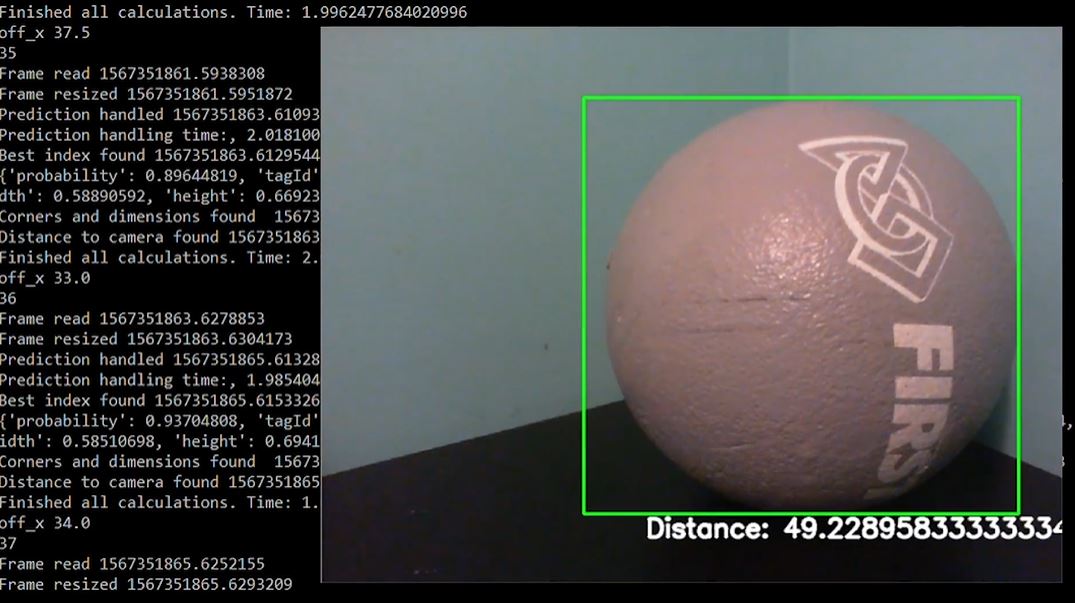 Finished all calculations. Time: 1.9962477684020996
off_x 37.5
35
Frame read 1567351861.5938308
Frame resized 1567351861.5951872
Prediction handled 1567351863.61093
Prediction handling time:, 2.018100
Best index found 1567351863.6129544
{'probability': 0.89644819, 'tagId'
dth': 0.58890592, 'height': 0.66923
Corners and dimensions found  15673
Distance to camera found 1567351863
Finished all calculations. Time: 2.
off_x 33.0
36
Frame read 1567351863.6278853
Frame resized 1567351863.6304173
Prediction handled 1567351865.61328
Prediction handling time:, 1.985404
Best index found 1567351865.6153326
{'probability': 0.93704808, 'tagId'
idth': 0.58510698, 'height': 0.6941
Corners and dimensions found  15673
Distance to camera found 1567351865
Finished all calculations. Time: 1.
off_x 34.0
37
Frame read 1567351865.6252155
Frame resized 1567351865.6293209
FIRST
Distance: 49.228958333333334